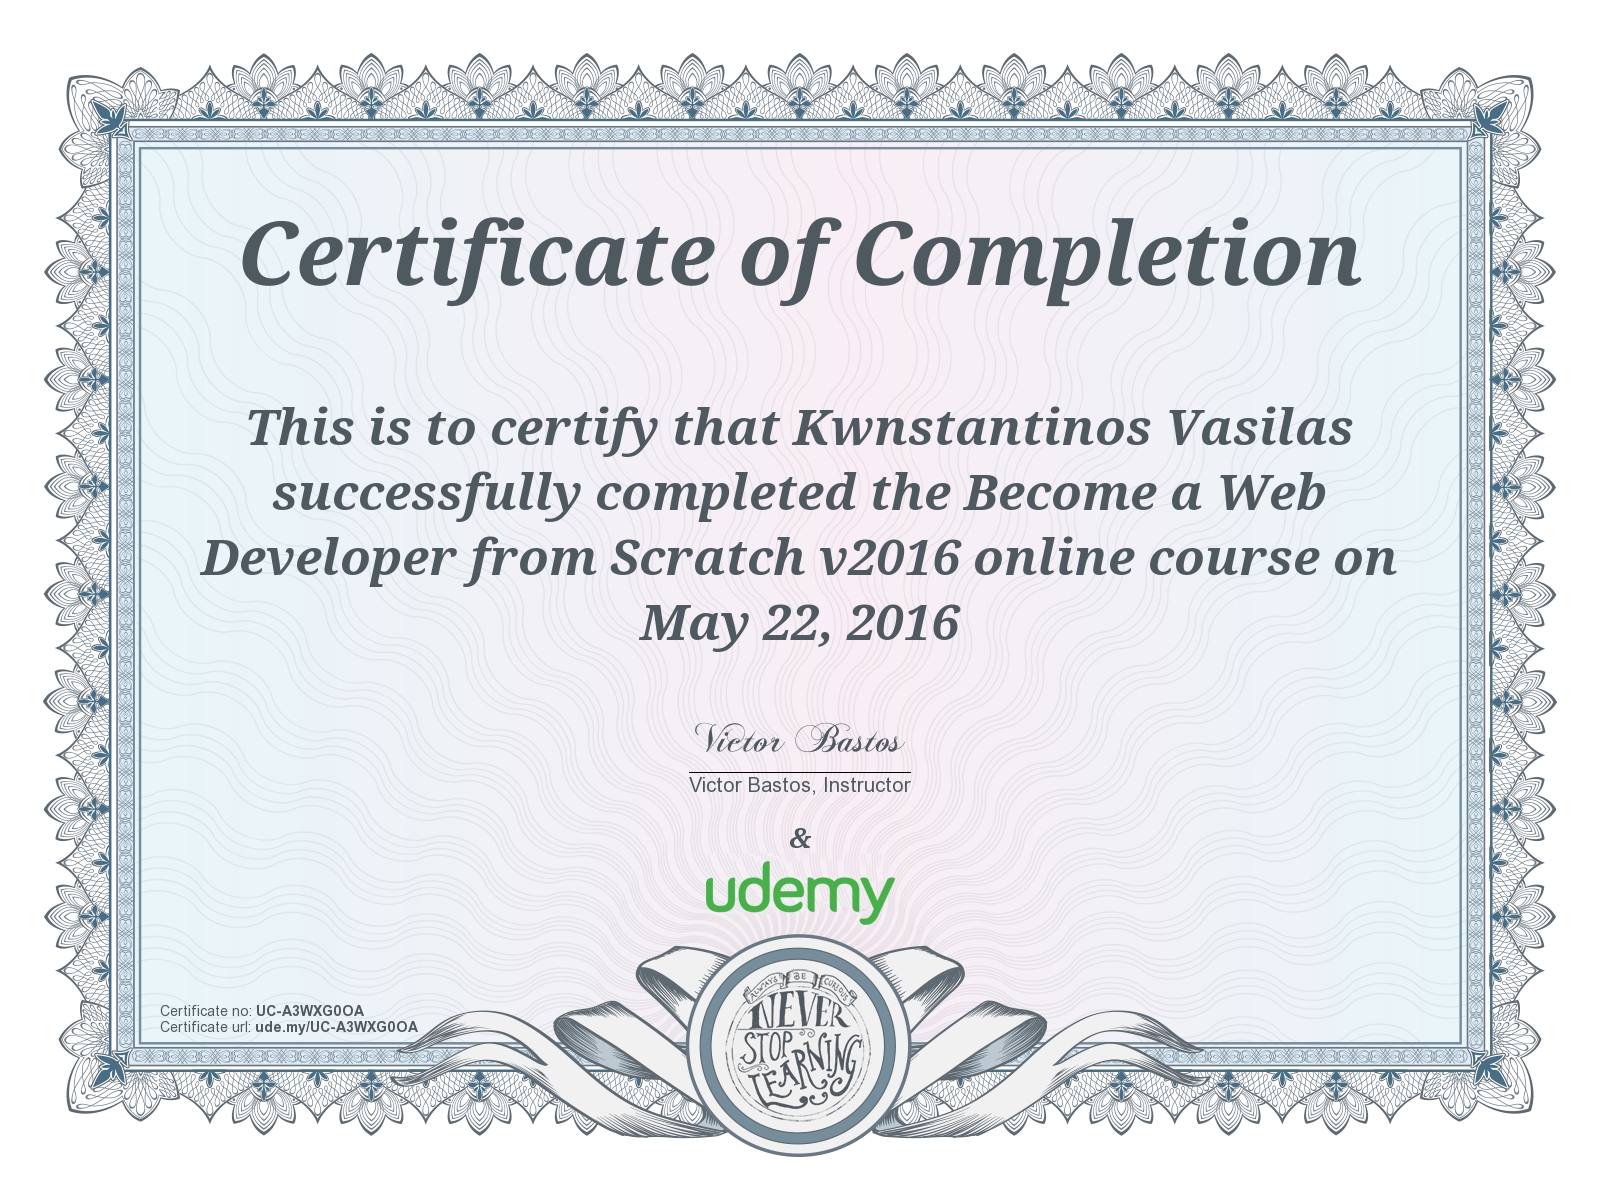 Certificate of Completion
This is to certify that Kwnstantinos Vasilas
successfully completed the Become a Web
Developer from Scratch v2016 online course on
May 22, 2016
Victor Bastos
Victor Bastos, Instructor
&
udemy
Certificate no: UC-A3WXG0OA
Certificate url: ude.my/UC-A3WXG0OA
ALWAYS BE CURIOUS
NEVER
STOP
LEARNING